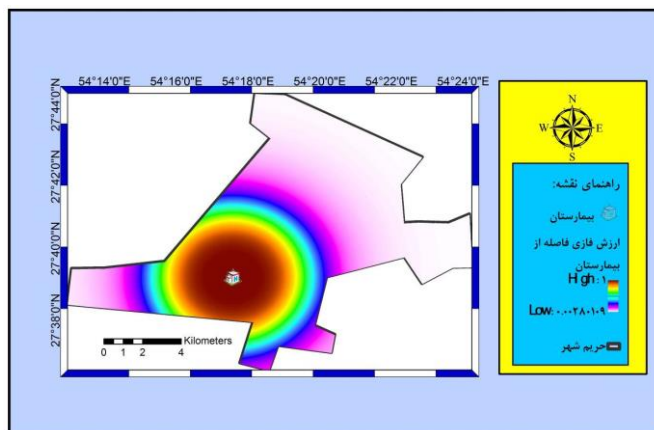 54°14'0"E 54°16'0"E 54°18'0"E 54°20'0"E 54°22'0"E 54°24'0"E
27°44'0"N
27°42'0"N
27°40'0"N
27°38'0"N
0 1 2 4 Kilometers
N
W E
S
راهنمای نقشه:
بیمارستان
ارزش فازی فاصله از
بیمارستان
High : ۱
Low : ۰.۰۰۲۸۰۱۰۹
حریم شهر